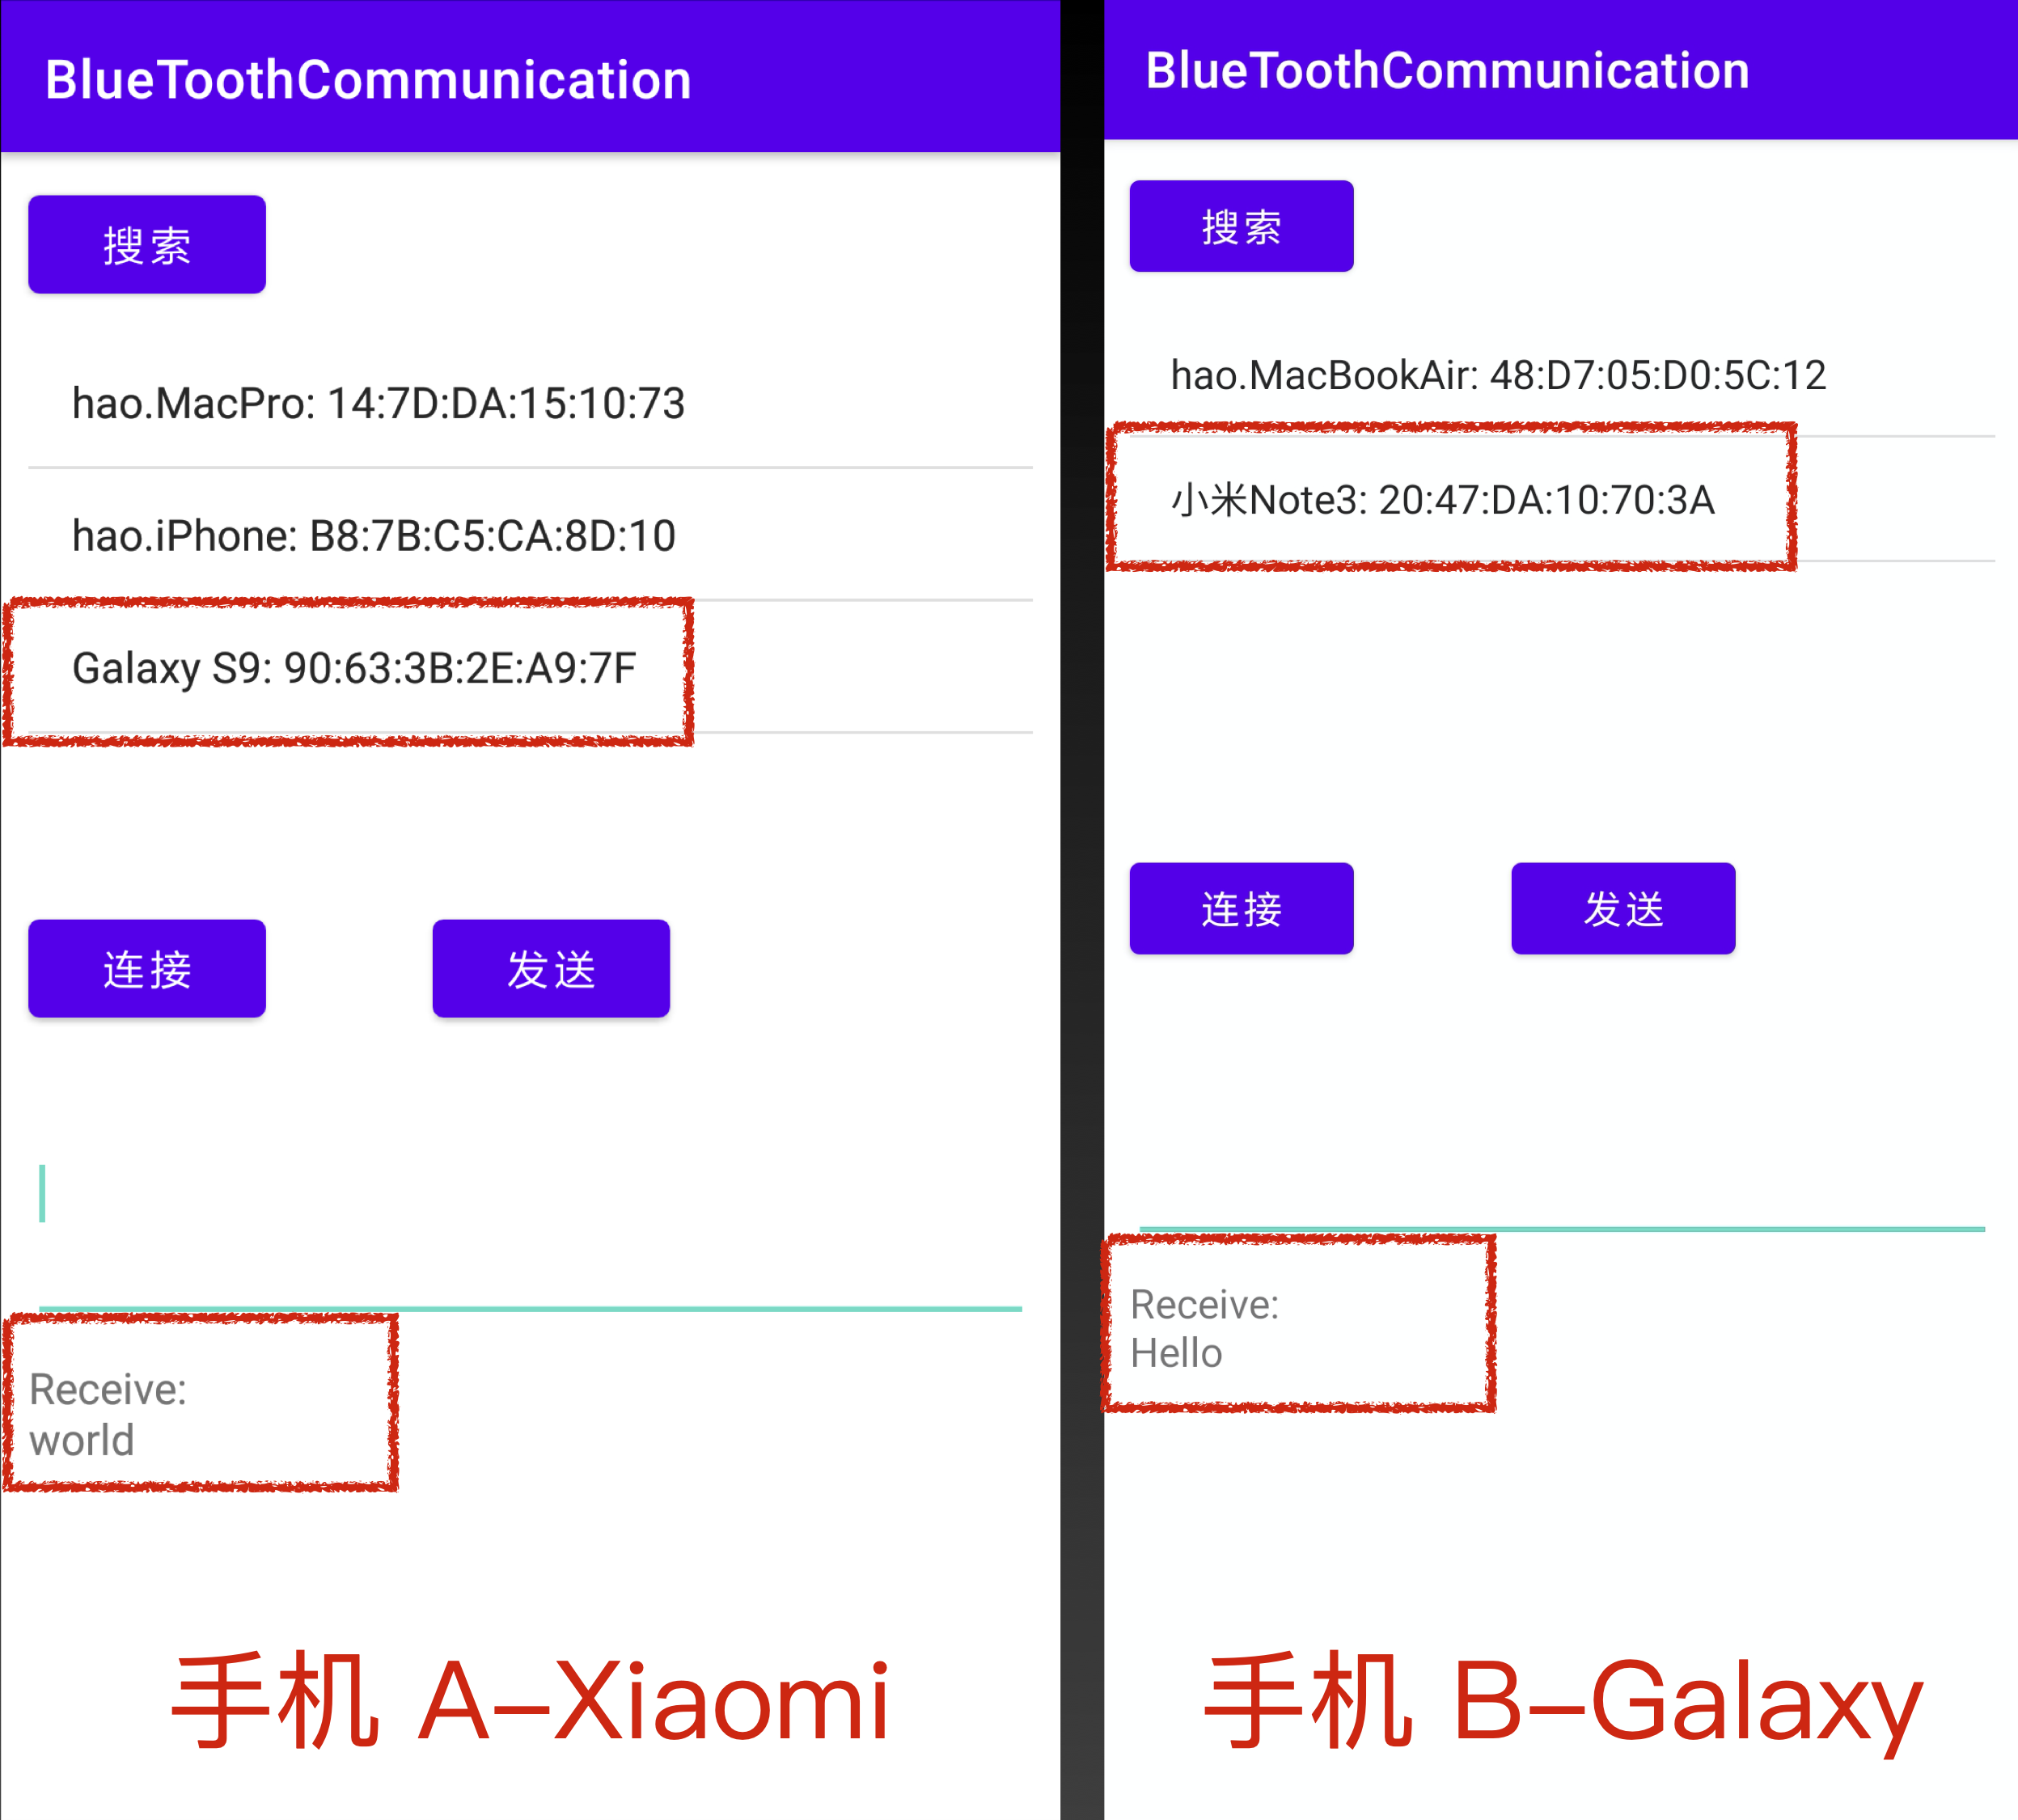 BlueToothCommunication
搜索
hao.MacPro: 14:7D:DA:15:10:73
hao.iPhone: B8:7B:C5:CA:8D:10
Galaxy S9: 90:63:3B:2E:A9:7F
连接 发送
Receive:
world
手机 A-Xiaomi
BlueToothCommunication
搜索
hao.MacBookAir: 48:D7:05:D0:5C:12
小米Note3: 20:47:DA:10:70:3A
连接 发送
Receive:
Hello
手机 B-Galaxy